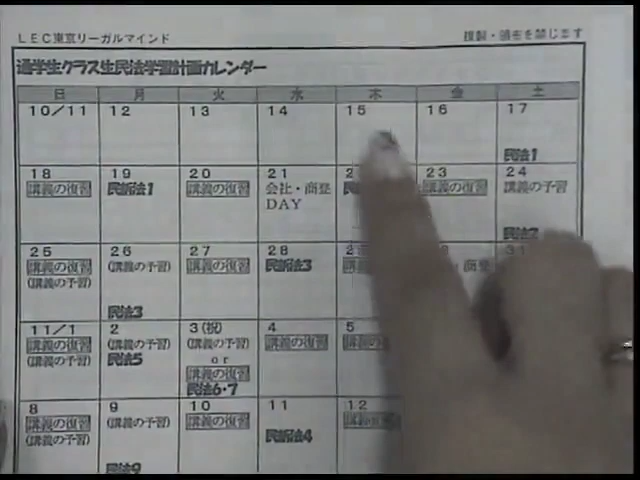 LEC東京リーガルマインド
複製・頒布を禁じます
通学生クラス生民法学習計画カレンダー
日 月 火 水 木 金 土
10/11 12 13 14 15 16 17
民法1
18 19 20 21 23 24
講義の復習 民訴法1 講義の復習 会社・商登 講義の復習 講義の予習
DAY
民法2
25 26 27 28
講義の復習 (講義の予習) 講義の復習 民訴法3 商登
(講義の予習)
民法3
11/1 2 3(祝) 4 5
講義の復習 (講義の予習) (講義の予習) 講義の復習
(講義の予習) 民法5 or
講義の復習
民法6・7
8 9 10 11 12
講義の復習 (講義の予習) 講義の復習 講義の復習
(講義の予習) 民訴法4
民法9